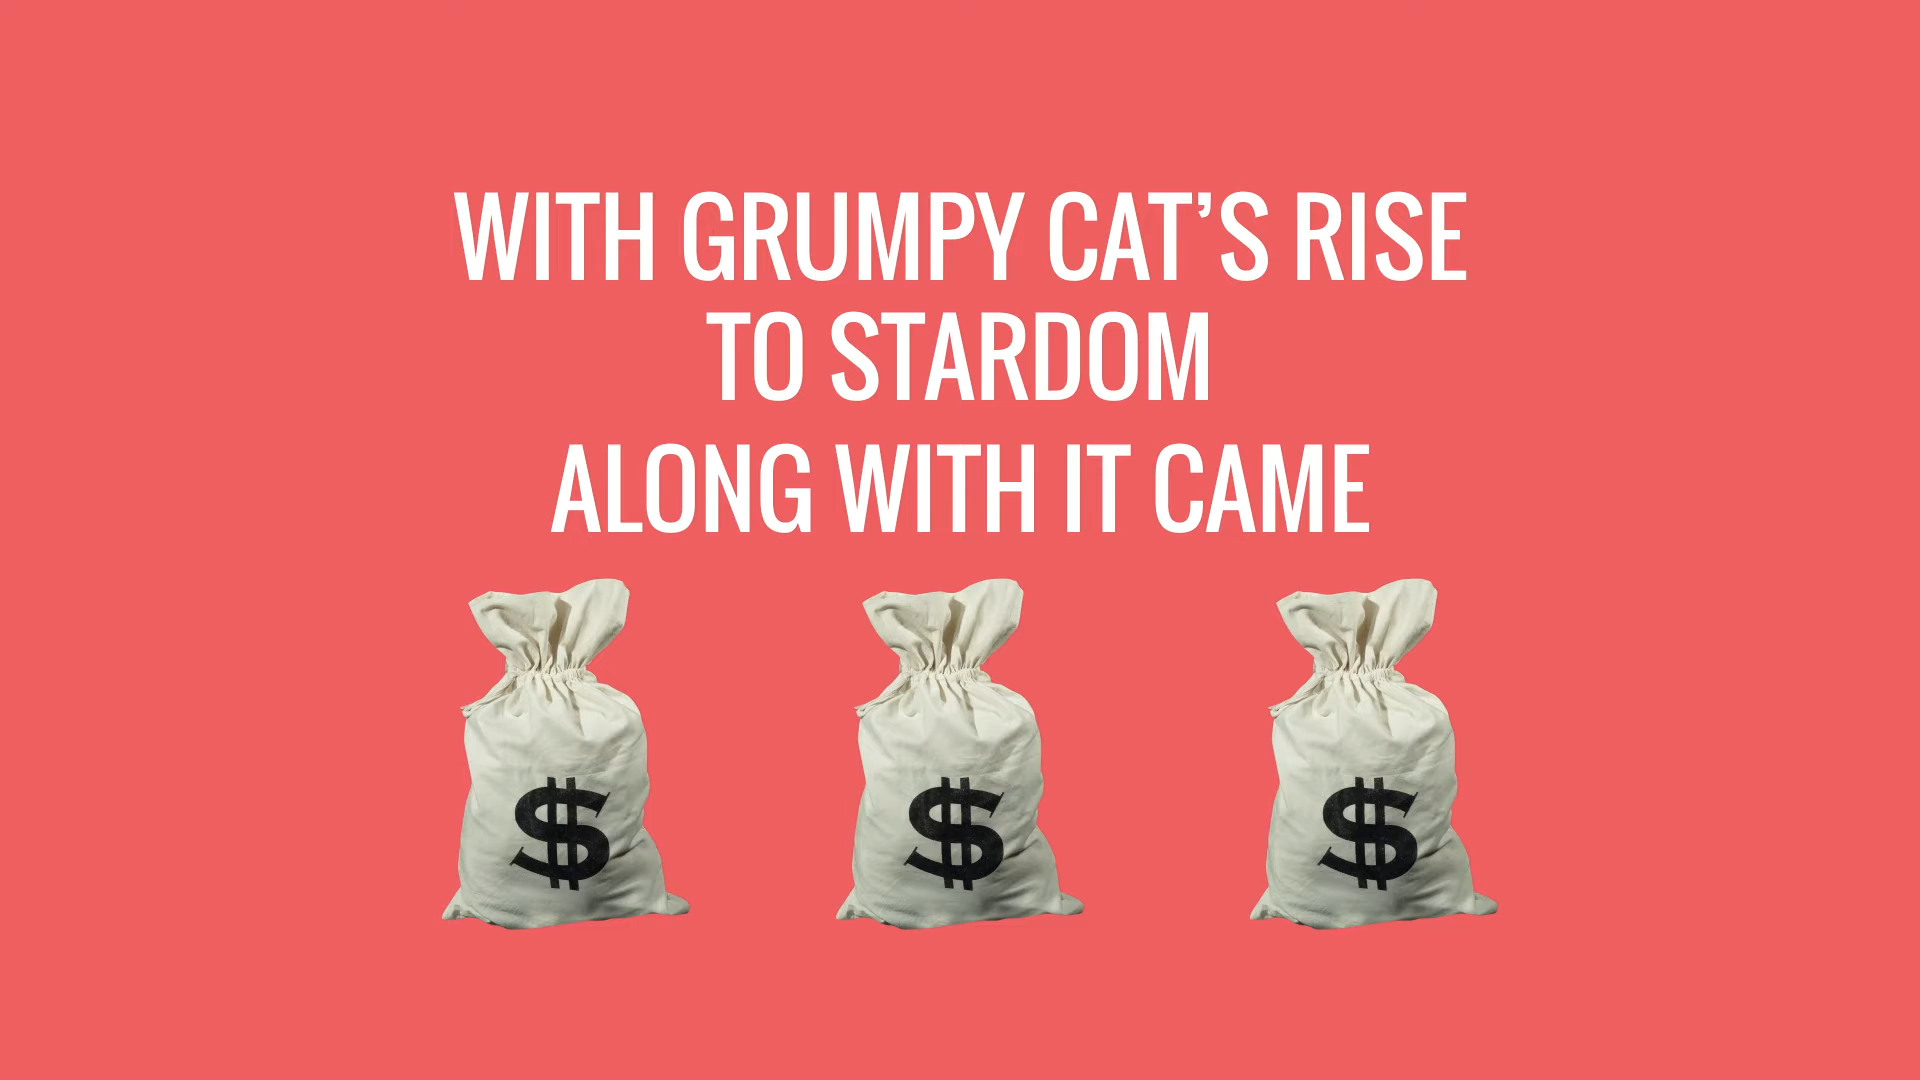 WITH GRUMPY CAT’S RISE
TO STARDOM
ALONG WITH IT CAME
$ $ $